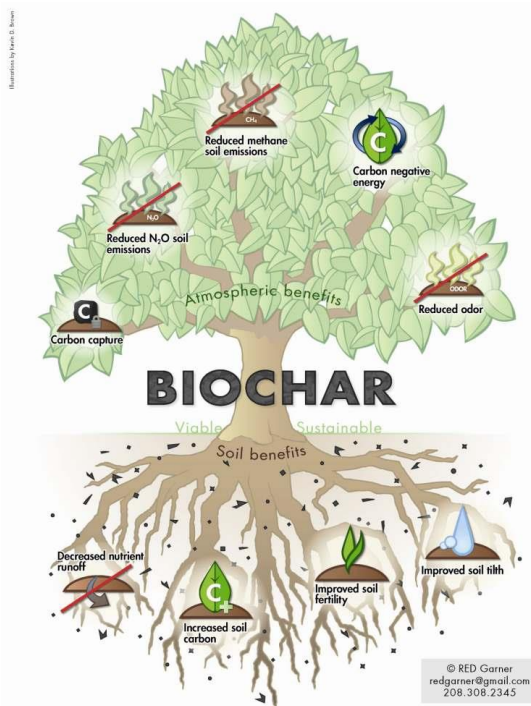 Illustrations by Kevin D. Brown
CH₄
Reduced methane
soil emissions
C
Carbon negative
energy
N₂O
Reduced N₂O soil
emissions
ODOR
Reduced odor
Atmospheric benefits
C
Carbon capture
BIOCHAR
Viable
Sustainable
Soil benefits
Decreased nutrient
runoff
C
Increased soil
carbon
Improved soil
fertility
Improved soil tilth
© RED Garner
redgarner@gmail.com
208.308.2345